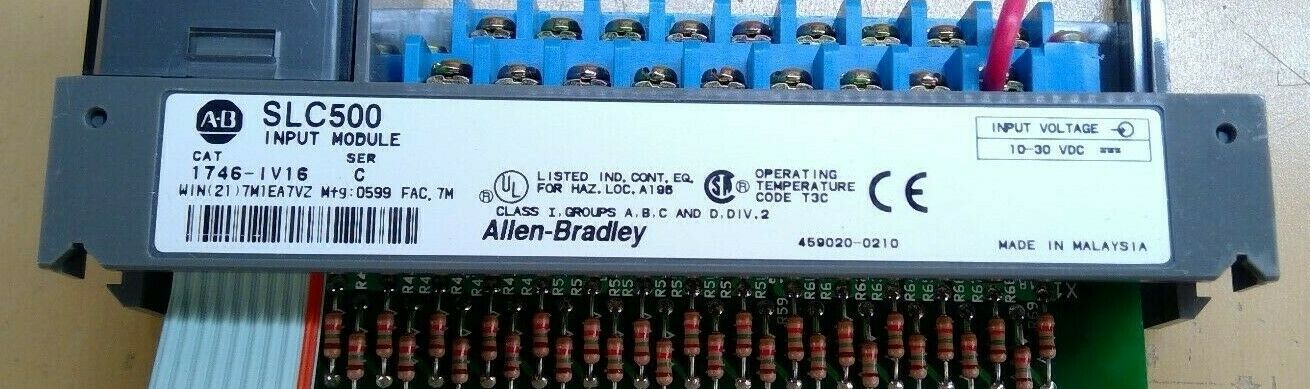 A-B SLC500
INPUT MODULE
CAT SER
1746-IV16 C
WIN(21)7M1EA7VZ Mfg:0599 FAC.7M
UL ® LISTED IND. CONT. EQ.
FOR HAZ. LOC. A196
CLASS I, GROUPS A, B, C AND D, DIV.2
Allen-Bradley
® OPERATING
TEMPERATURE
CODE T3C
CE
459020-0210
INPUT VOLTAGE
10-30 VDC
MADE IN MALAYSIA